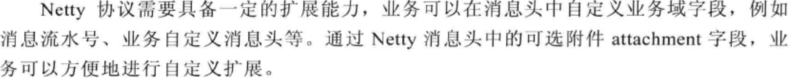 Netty 协议需要具备一定的扩展能力，业务可以在消息头中自定义业务域字段，例如
消息流水号、业务自定义消息头等。通过 Netty 消息头中的可选附件 attachment 字段，业
务可以方便地进行自定义扩展。